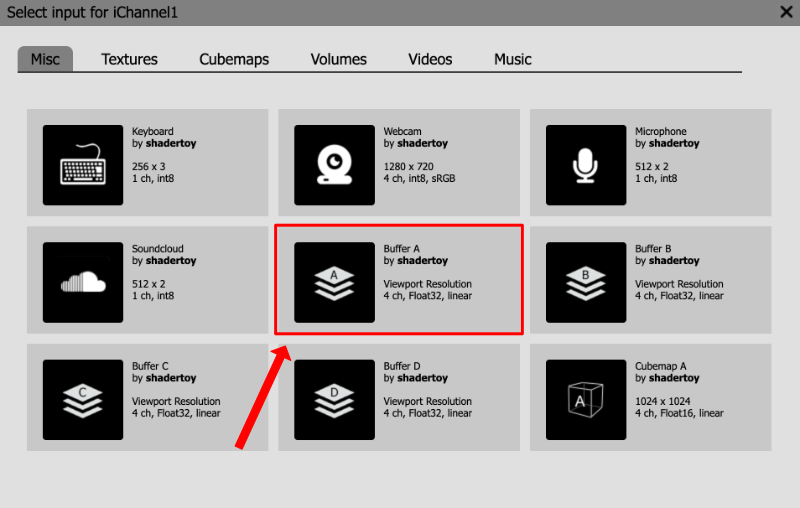 Select input for iChannel1
Misc
Textures
Cubemaps
Volumes
Videos
Music
Keyboard
by shadertoy
256 x 3
1 ch, int8
Webcam
by shadertoy
1280 x 720
4 ch, int8, sRGB
Microphone
by shadertoy
512 x 2
1 ch, int8
Soundcloud
by shadertoy
512 x 2
1 ch, int8
A
Buffer A
by shadertoy
Viewport Resolution
4 ch, Float32, linear
B
Buffer B
by shadertoy
Viewport Resolution
4 ch, Float32, linear
C
Buffer C
by shadertoy
Viewport Resolution
4 ch, Float32, linear
D
Buffer D
by shadertoy
Viewport Resolution
4 ch, Float32, linear
A
Cubemap A
by shadertoy
1024 x 1024
4 ch, Float16, linear